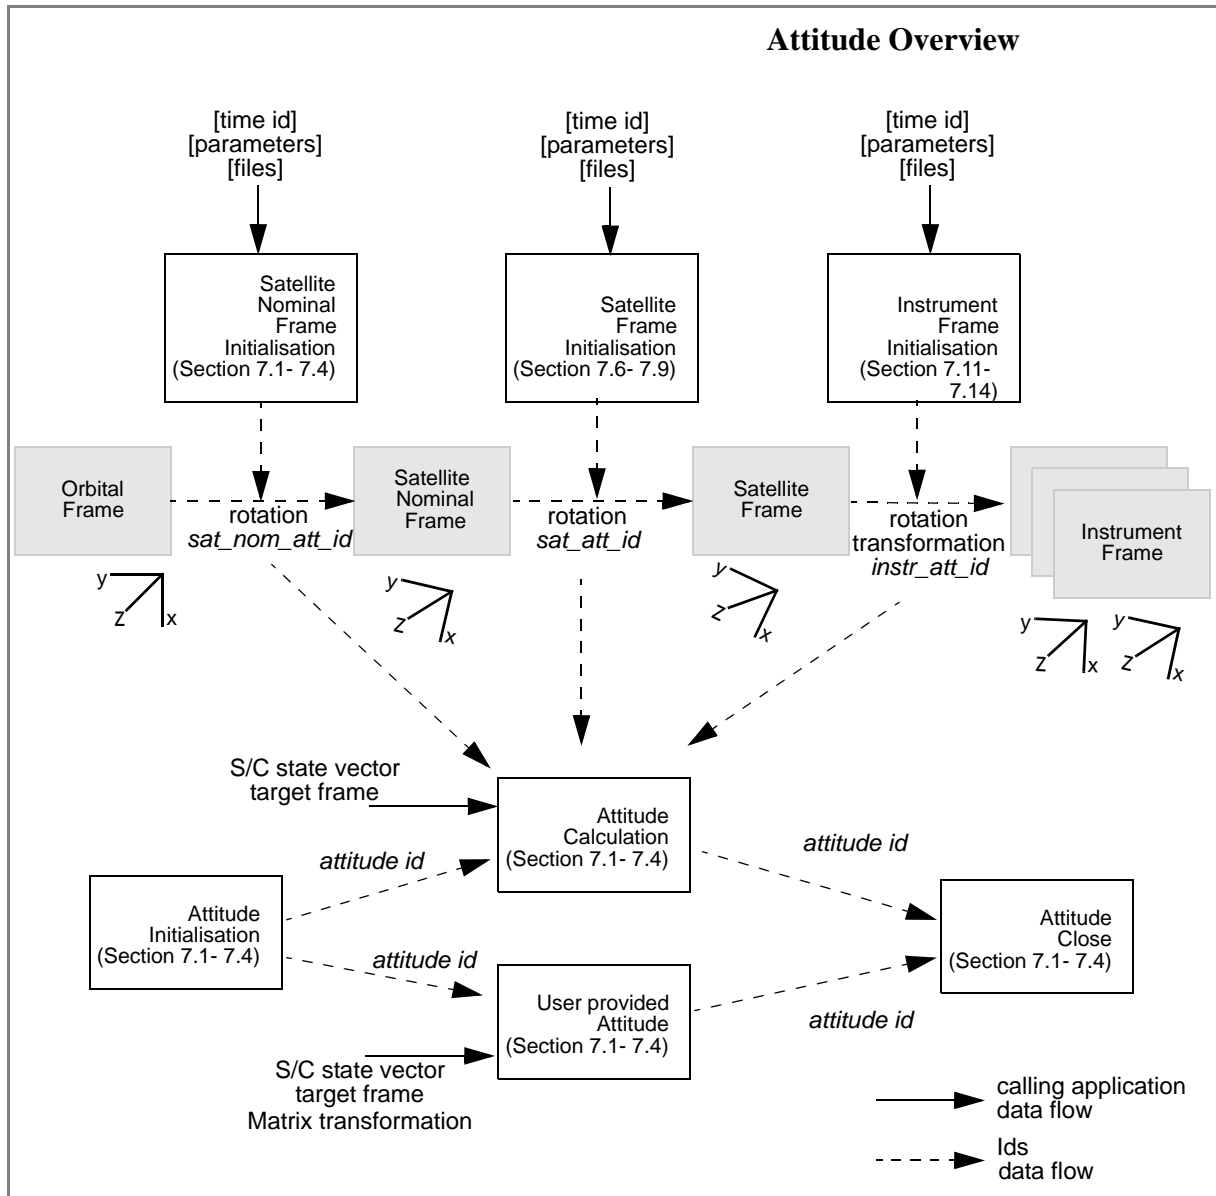 Attitude Overview
[time id]
[parameters]
[files]
[time id]
[parameters]
[files]
[time id]
[parameters]
[files]
Satellite
Nominal
Frame
Initialisation
(Section 7.1- 7.4)
Satellite
Frame
Initialisation
(Section 7.6- 7.9)
Instrument
Frame
Initialisation
(Section 7.11-
7.14)
Orbital
Frame
rotation
sat_nom_att_id
Satellite
Nominal
Frame
rotation
sat_att_id
Satellite
Frame
rotation
transformation
instr_att_id
Instrument
Frame
y
z
x
y
z
x
y
z
x
y
z
x
y
z
x
S/C state vector
target frame
Attitude
Calculation
(Section 7.1- 7.4)
attitude id
attitude id
Attitude
Initialisation
(Section 7.1- 7.4)
Attitude
Close
(Section 7.1- 7.4)
attitude id
User provided
Attitude
(Section 7.1- 7.4)
attitude id
S/C state vector
target frame
Matrix transformation
calling application
data flow
Ids
data flow